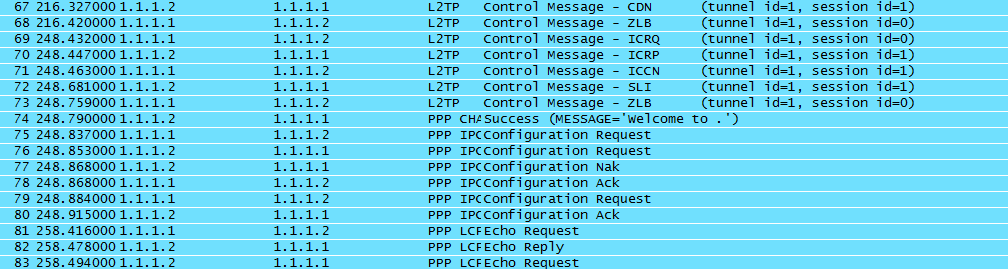 67 216.327000 1.1.1.2 1.1.1.1 L2TP Control Message - CDN (tunnel id=1, session id=1)
68 216.420000 1.1.1.1 1.1.1.2 L2TP Control Message - ZLB (tunnel id=1, session id=0)
69 248.432000 1.1.1.1 1.1.1.2 L2TP Control Message - ICRQ (tunnel id=1, session id=0)
70 248.447000 1.1.1.2 1.1.1.1 L2TP Control Message - ICRP (tunnel id=1, session id=1)
71 248.463000 1.1.1.1 1.1.1.2 L2TP Control Message - ICCN (tunnel id=1, session id=1)
72 248.681000 1.1.1.2 1.1.1.1 L2TP Control Message - SLI (tunnel id=1, session id=1)
73 248.759000 1.1.1.1 1.1.1.2 L2TP Control Message - ZLB (tunnel id=1, session id=0)
74 248.790000 1.1.1.2 1.1.1.1 PPP CHA Success (MESSAGE='Welcome to .')
75 248.837000 1.1.1.1 1.1.1.2 PPP IPC Configuration Request
76 248.853000 1.1.1.2 1.1.1.1 PPP IPC Configuration Request
77 248.868000 1.1.1.2 1.1.1.1 PPP IPC Configuration Nak
78 248.868000 1.1.1.1 1.1.1.2 PPP IPC Configuration Ack
79 248.884000 1.1.1.1 1.1.1.2 PPP IPC Configuration Request
80 248.915000 1.1.1.2 1.1.1.1 PPP IPC Configuration Ack
81 258.416000 1.1.1.1 1.1.1.2 PPP LCP Echo Request
82 258.478000 1.1.1.2 1.1.1.1 PPP LCP Echo Reply
83 258.494000 1.1.1.2 1.1.1.1 PPP LCP Echo Request